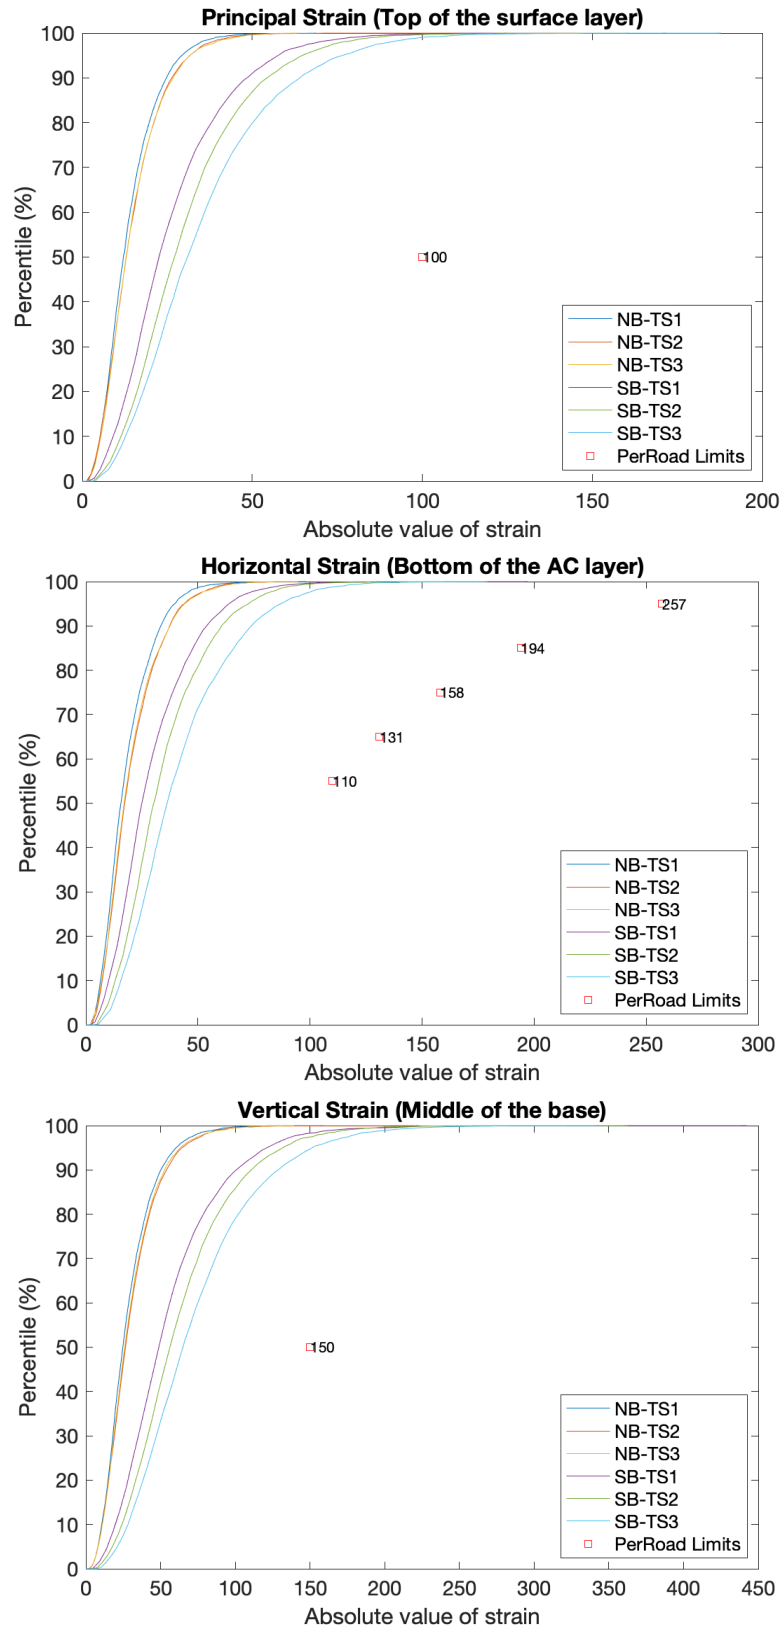 Principal Strain (Top of the surface layer)
100
90
80
70
60
50
40
30
20
10
0
Percentile (%)
100
NB-TS1
NB-TS2
NB-TS3
SB-TS1
SB-TS2
SB-TS3
PerRoad Limits
0 50 100 150 200
Absolute value of strain
Horizontal Strain (Bottom of the AC layer)
100
90
80
70
60
50
40
30
20
10
0
Percentile (%)
257
194
158
131
110
NB-TS1
NB-TS2
NB-TS3
SB-TS1
SB-TS2
SB-TS3
PerRoad Limits
0 50 100 150 200 250 300
Absolute value of strain
Vertical Strain (Middle of the base)
100
90
80
70
60
50
40
30
20
10
0
Percentile (%)
150
NB-TS1
NB-TS2
NB-TS3
SB-TS1
SB-TS2
SB-TS3
PerRoad Limits
0 50 100 150 200 250 300 350 400 450
Absolute value of strain